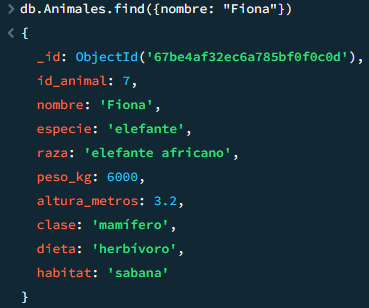 > db.Animales.find({nombre: "Fiona"})
< {
_id: ObjectId('67be4af32ec6a785bf0f0c0d'),
id_animal: 7,
nombre: 'Fiona',
especie: 'elefante',
raza: 'elefante africano',
peso_kg: 6000,
altura_metros: 3.2,
clase: 'mamífero',
dieta: 'herbívoro',
habitat: 'sabana'
}